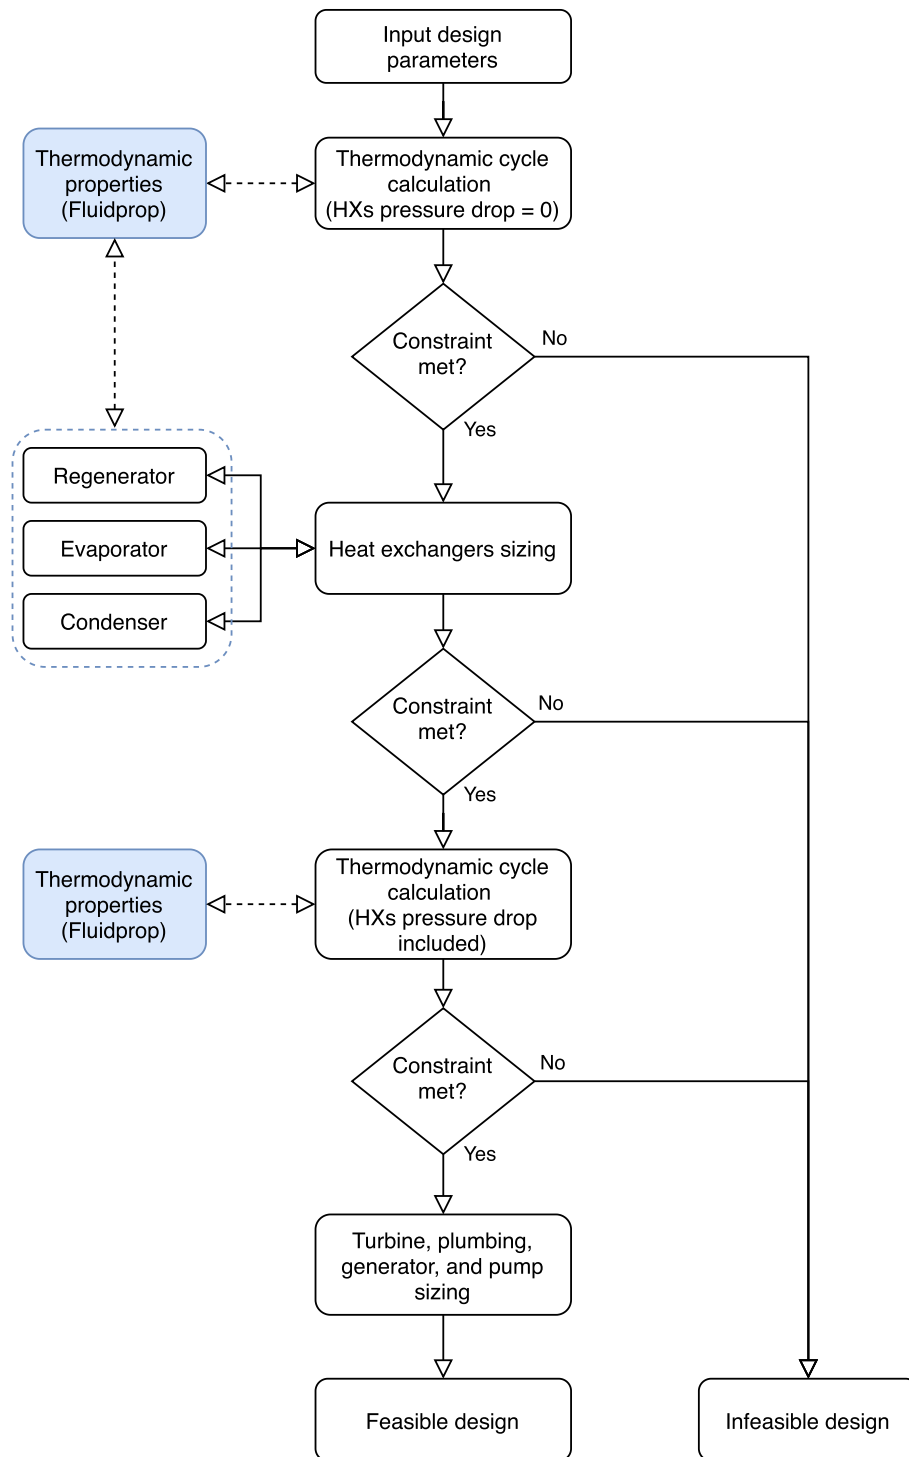 Input design
parameters
Thermodynamic
properties
(Fluidprop)
Thermodynamic cycle
calculation
(HXs pressure drop = 0)
Constraint
met?
No
Yes
Regenerator
Evaporator
Condenser
Heat exchangers sizing
Constraint
met?
No
Yes
Thermodynamic
properties
(Fluidprop)
Thermodynamic cycle
calculation
(HXs pressure drop
included)
Constraint
met?
No
Yes
Turbine, plumbing,
generator, and pump
sizing
Feasible design
Infeasible design